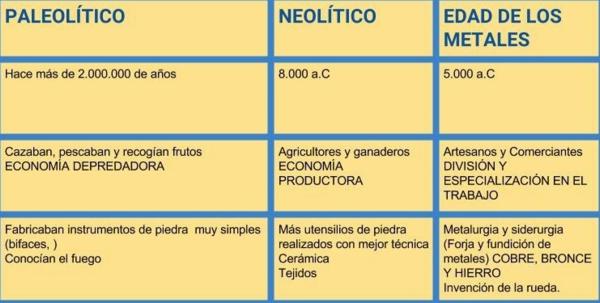 PALEOLÍTICO
NEOLÍTICO
EDAD DE LOS
METALES
Hace más de 2.000.000 de años
8.000 a.C
5.000 a.C
Cazaban, pescaban y recogían frutos
ECONOMÍA DEPREDADORA
Agricultores y ganaderos
ECONOMÍA
PRODUCTORA
Artesanos y Comerciantes
DIVISIÓN Y
ESPECIALIZACIÓN EN EL
TRABAJO
Fabricaban instrumentos de piedra muy simples
(bifaces, )
Conocían el fuego
Más utensilios de piedra
realizados con mejor técnica
Cerámica
Tejidos
Metalurgia y siderurgia
(Forja y fundición de
metales) COBRE, BRONCE
Y HIERRO
Invención de la rueda.